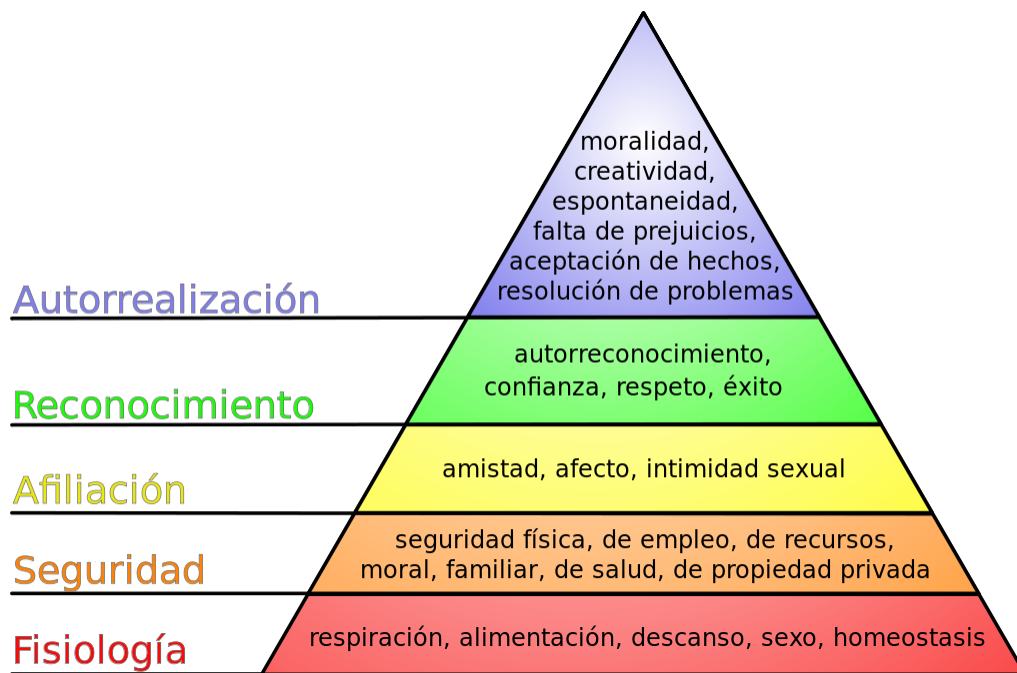 moralidad,
creatividad,
espontaneidad,
falta de prejuicios,
aceptación de hechos,
resolución de problemas
Autorrealización
autorreconocimiento,
confianza, respeto, éxito
Reconocimiento
amistad, afecto, intimidad sexual
Afiliación
seguridad física, de empleo, de recursos,
moral, familiar, de salud, de propiedad privada
Seguridad
respiración, alimentación, descanso, sexo, homeostasis
Fisiología